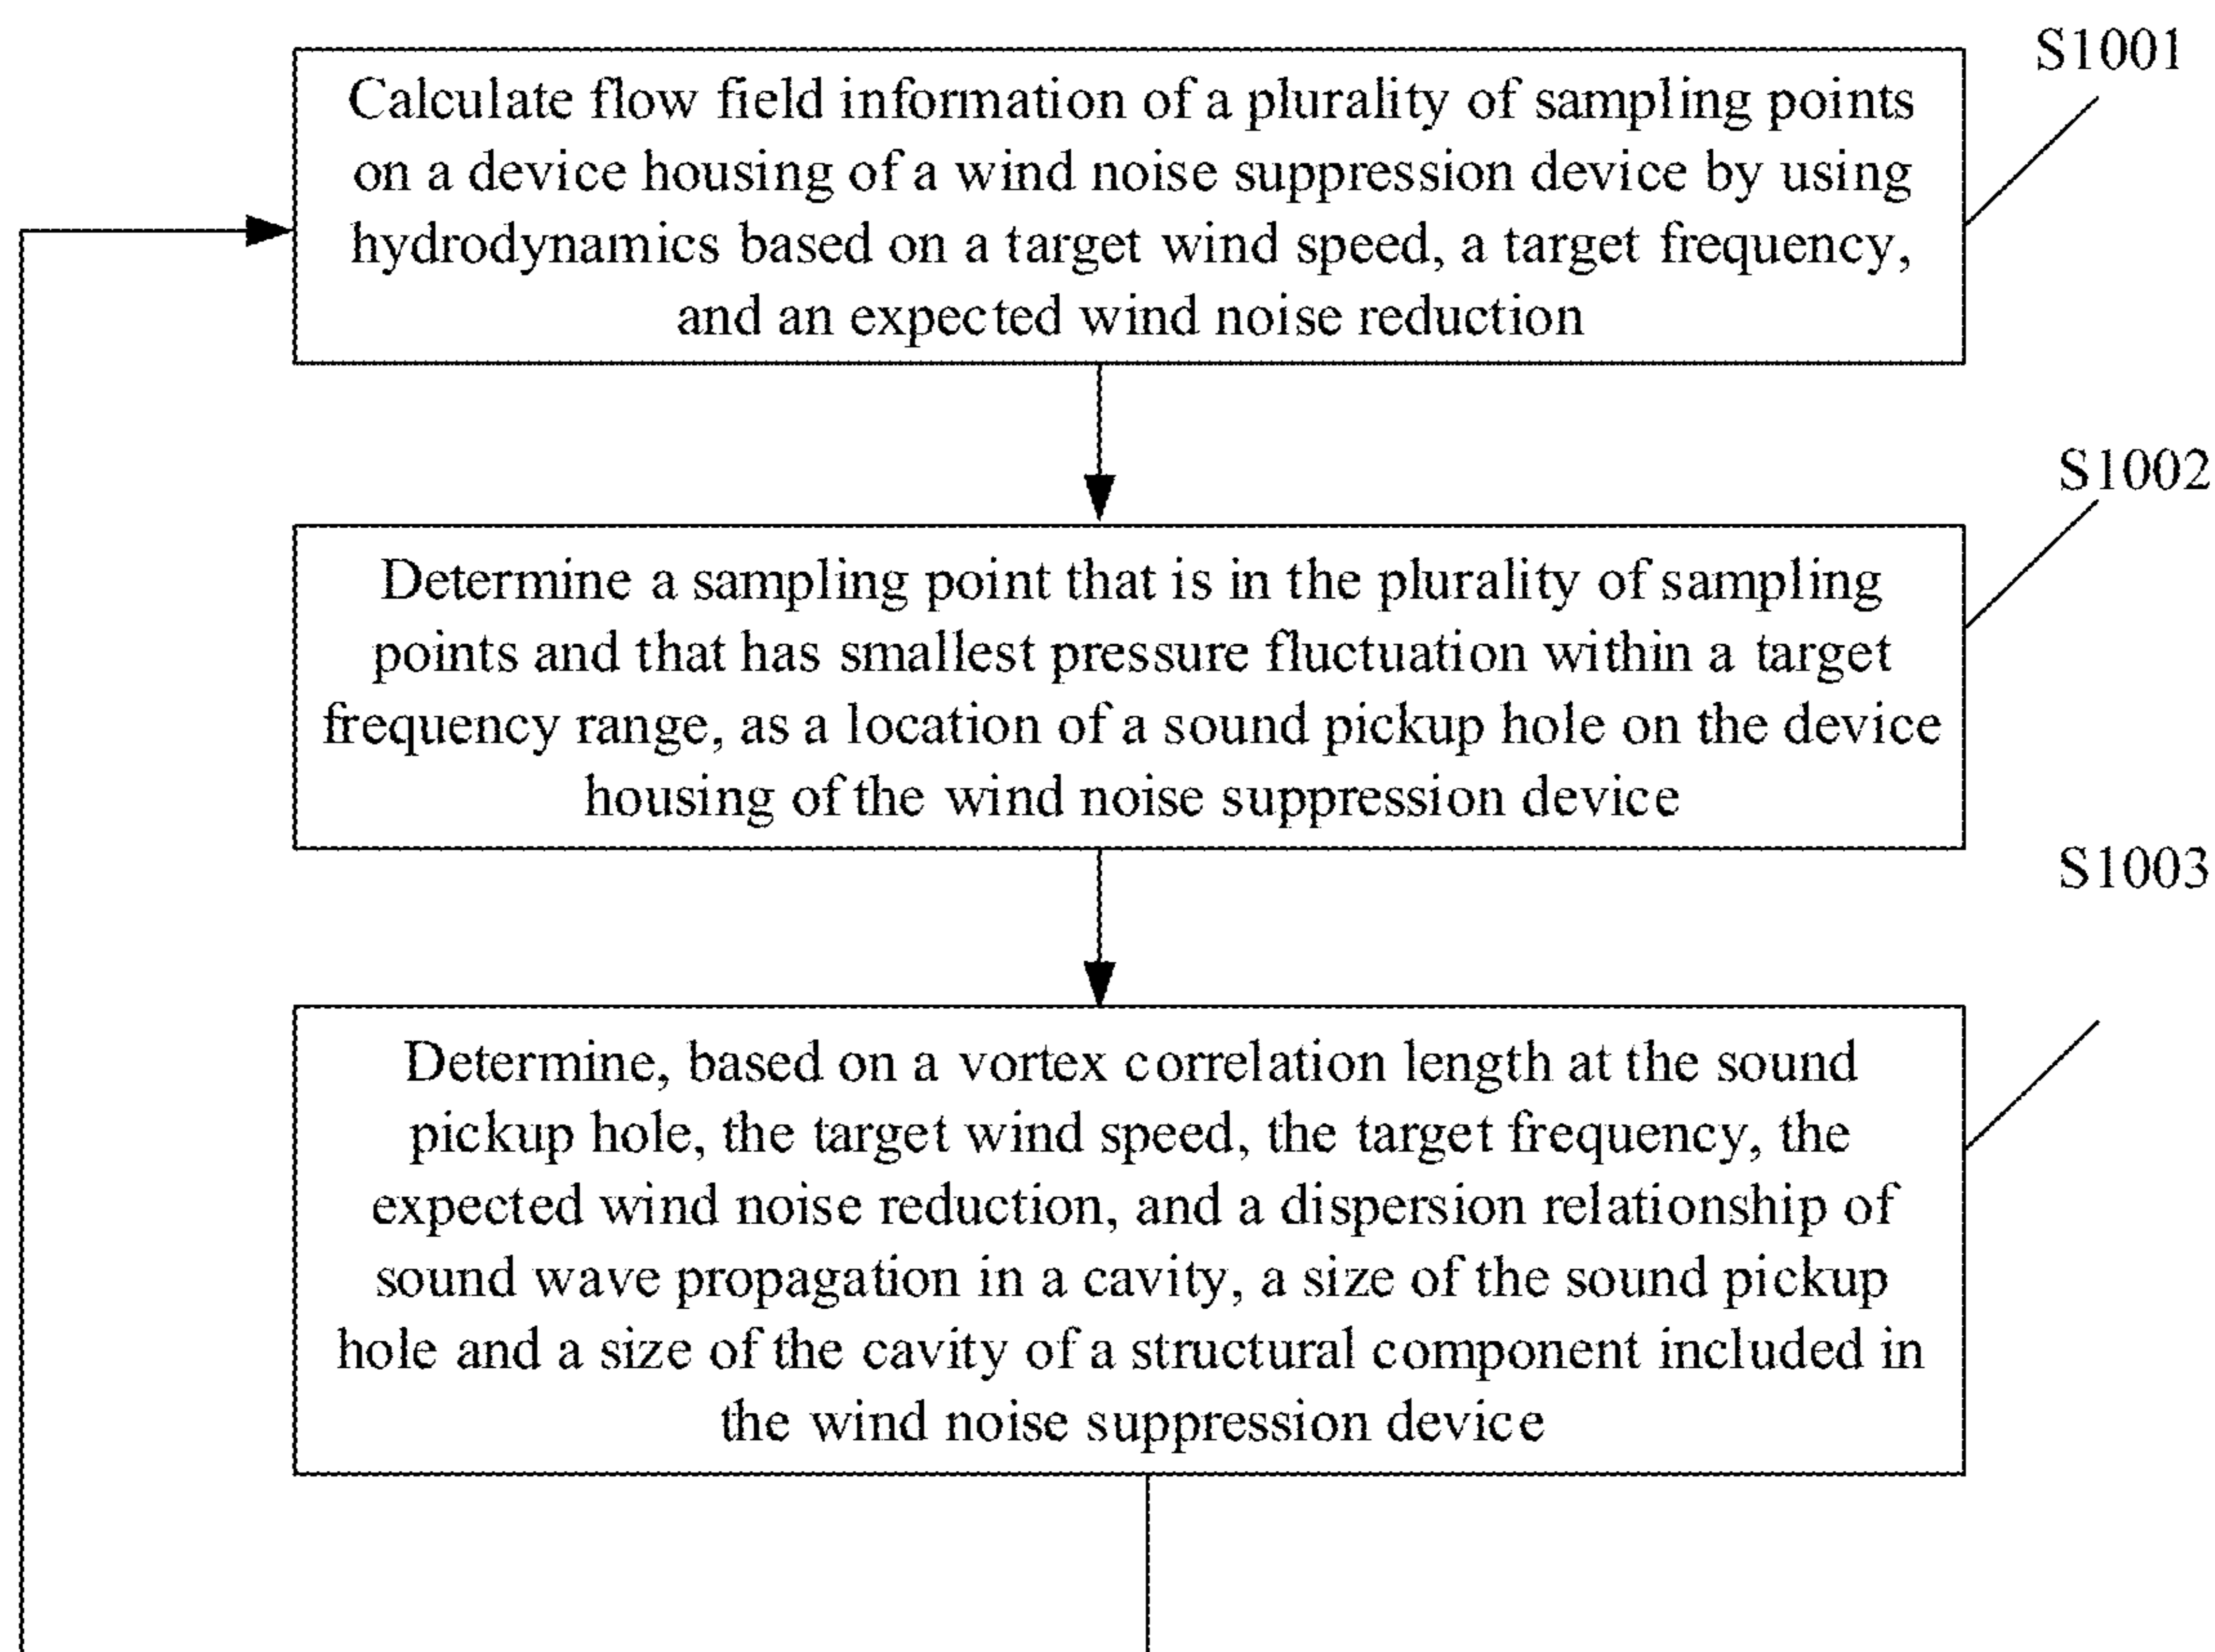 S1001
Calculate flow field information of a plurality of sampling points
on a device housing of a wind noise suppression device by using
hydrodynamics based on a target wind speed, a target frequency,
and an expected wind noise reduction
S1002
Determine a sampling point that is in the plurality of sampling
points and that has smallest pressure fluctuation within a target
frequency range, as a location of a sound pickup hole on the device
housing of the wind noise suppression device
S1003
Determine, based on a vortex correlation length at the sound
pickup hole, the target wind speed, the target frequency, the
expected wind noise reduction, and a dispersion relationship of
sound wave propagation in a cavity, a size of the sound pickup
hole and a size of the cavity of a structural component included in
the wind noise suppression device